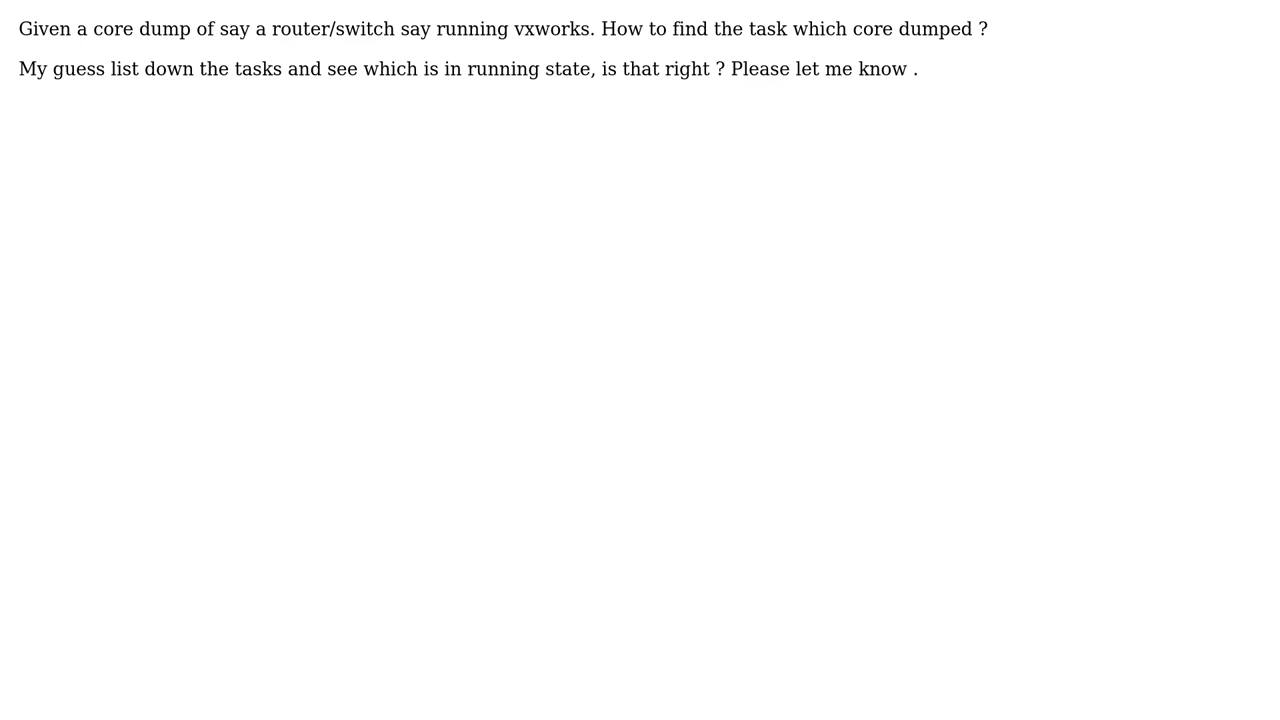 Given a core dump of say a router/switch say running vxworks. How to find the task which core dumped ?
My guess list down the tasks and see which is in running state, is that right ? Please let me know .